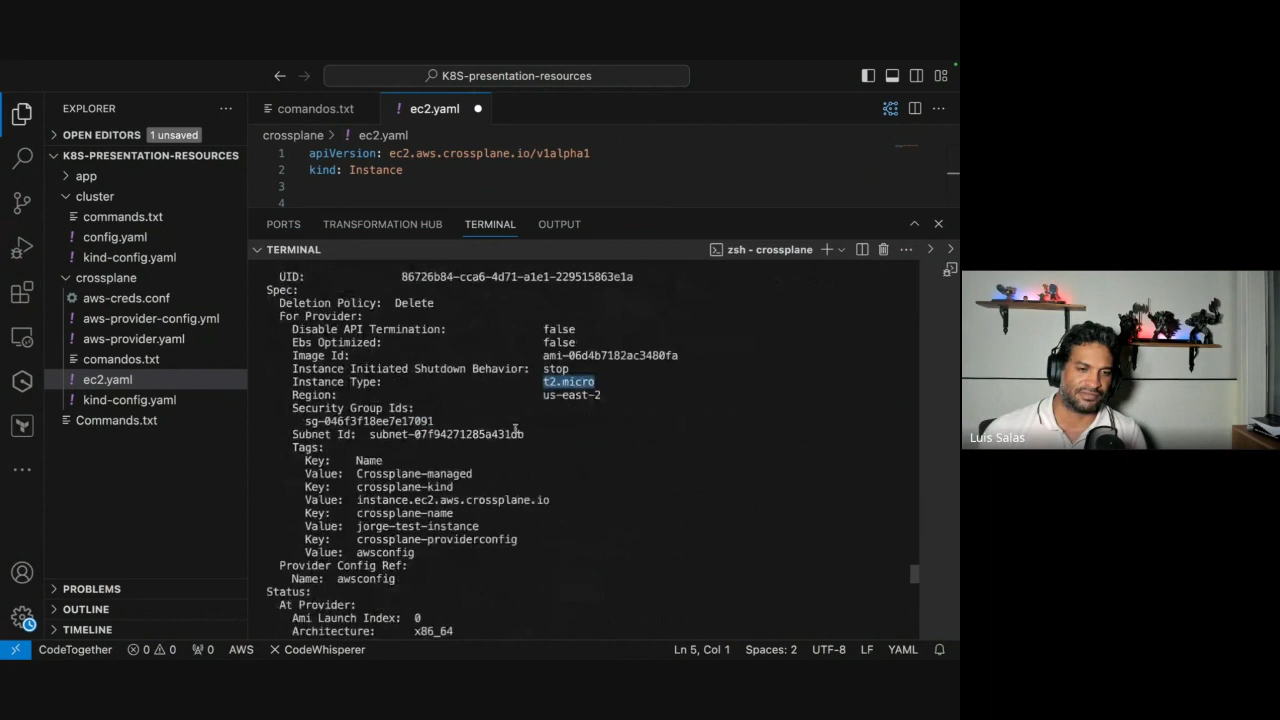 K8S-presentation-resources
EXPLORER
comandos.txt
! ec2.yaml
OPEN EDITORS 1 unsaved
crossplane > ! ec2.yaml
K8S-PRESENTATION-RESOURCES
1 apiVersion: ec2.aws.crossplane.io/v1alpha1
2 kind: Instance
3
4
app
cluster
commands.txt
! config.yaml
! kind-config.yaml
crossplane
aws-creds.conf
! aws-provider-config.yml
! aws-provider.yaml
comandos.txt
! ec2.yaml
! kind-config.yaml
Commands.txt
PORTS TRANSFORMATION HUB TERMINAL OUTPUT
TERMINAL
zsh - crossplane
UID: 86726b84-cca6-4d71-a1e1-229515863e1a
Spec:
Deletion Policy: Delete
For Provider:
Disable API Termination: false
Ebs Optimized: false
Image Id: ami-06d4b7182ac3480fa
Instance Initiated Shutdown Behavior: stop
Instance Type: t2.micro
Region: us-east-2
Security Group Ids:
sg-046f3f18ee7e17091
Subnet Id: subnet-07f94271285a431db
Tags:
Key: Name
Value: Crossplane-managed
Key: crossplane-kind
Value: instance.ec2.aws.crossplane.io
Key: crossplane-name
Value: jorge-test-instance
Key: crossplane-providerconfig
Value: awsconfig
Provider Config Ref:
Name: awsconfig
Status:
At Provider:
Ami Launch Index: 0
Architecture: x86_64
PROBLEMS
OUTLINE
TIMELINE
CodeTogether 0 0 0 AWS CodeWhisperer
Ln 5, Col 1 Spaces: 2 UTF-8 LF YAML
Luis Salas